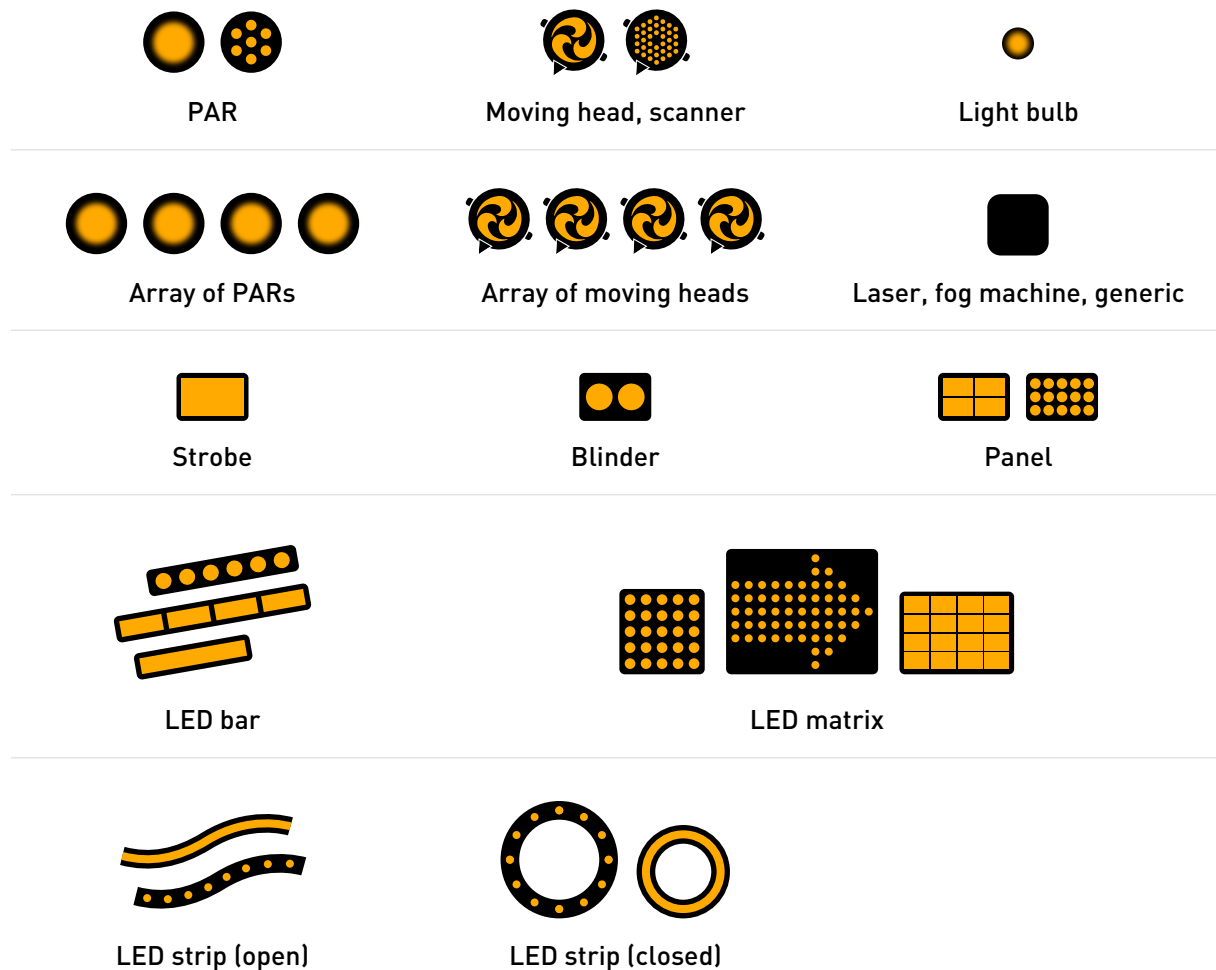 PAR
Moving head, scanner
Light bulb
Array of PARs
Array of moving heads
Laser, fog machine, generic
Strobe
Blinder
Panel
LED bar
LED matrix
LED strip (open)
LED strip (closed)